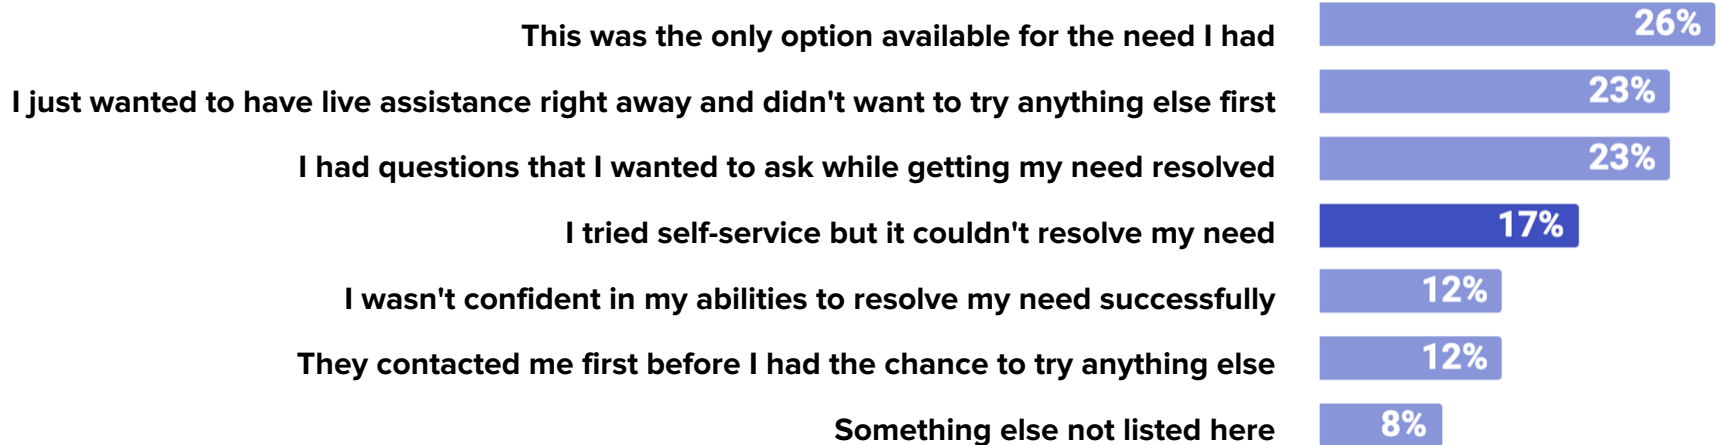 This was the only option available for the need I had 26%
I just wanted to have live assistance right away and didn't want to try anything else first 23%
I had questions that I wanted to ask while getting my need resolved 23%
I tried self-service but it couldn't resolve my need 17%
I wasn't confident in my abilities to resolve my need successfully 12%
They contacted me first before I had the chance to try anything else 12%
Something else not listed here 8%